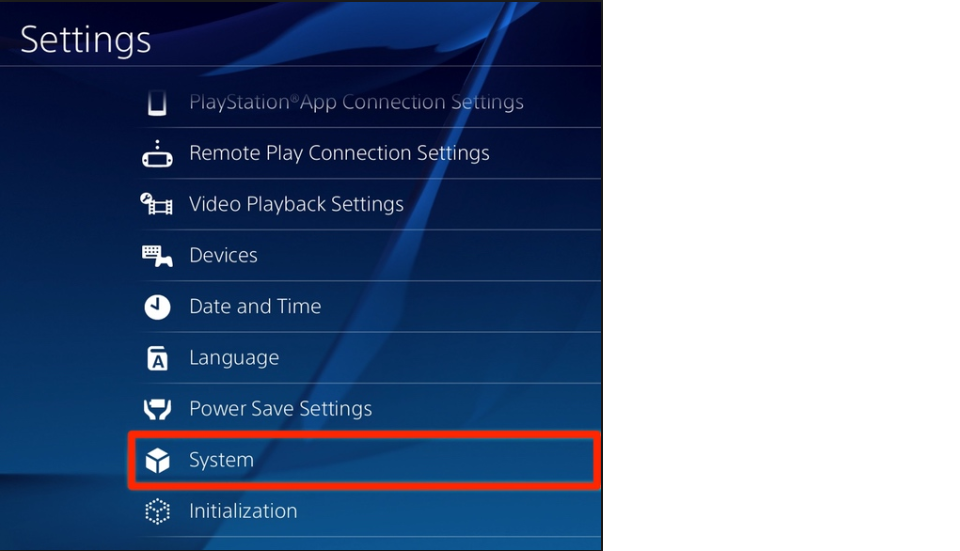 Settings
PlayStation®App Connection Settings
Remote Play Connection Settings
Video Playback Settings
Devices
Date and Time
Language
Power Save Settings
System
Initialization